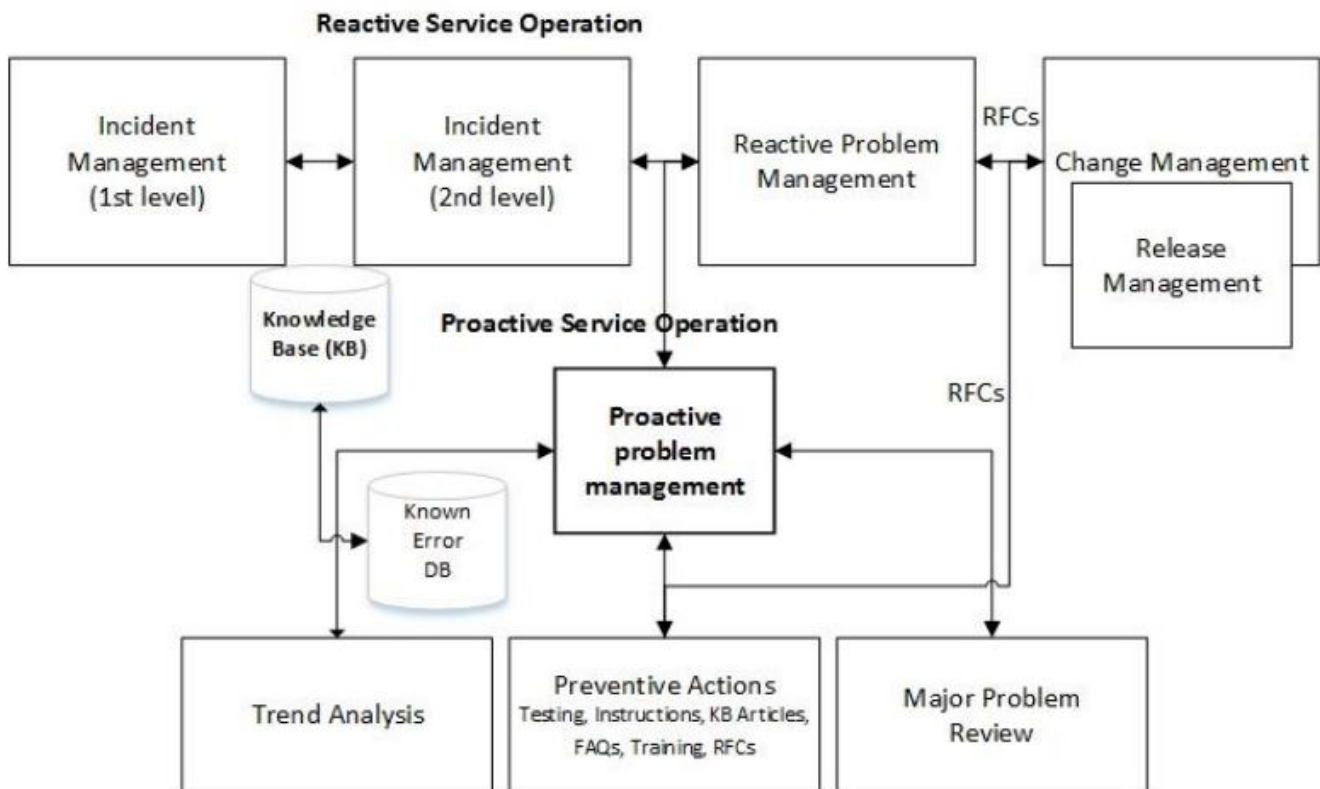 Reactive Service Operation
Incident
Management
(1st level)
Incident
Management
(2nd level)
Reactive Problem
Management
RFCs
Change Management
Release
Management
Knowledge
Base (KB)
Proactive Service Operation
RFCs
Proactive
problem
management
Known
Error
DB
Trend Analysis
Preventive Actions
Testing, Instructions, KB Articles,
FAQs, Training, RFCs
Major Problem
Review